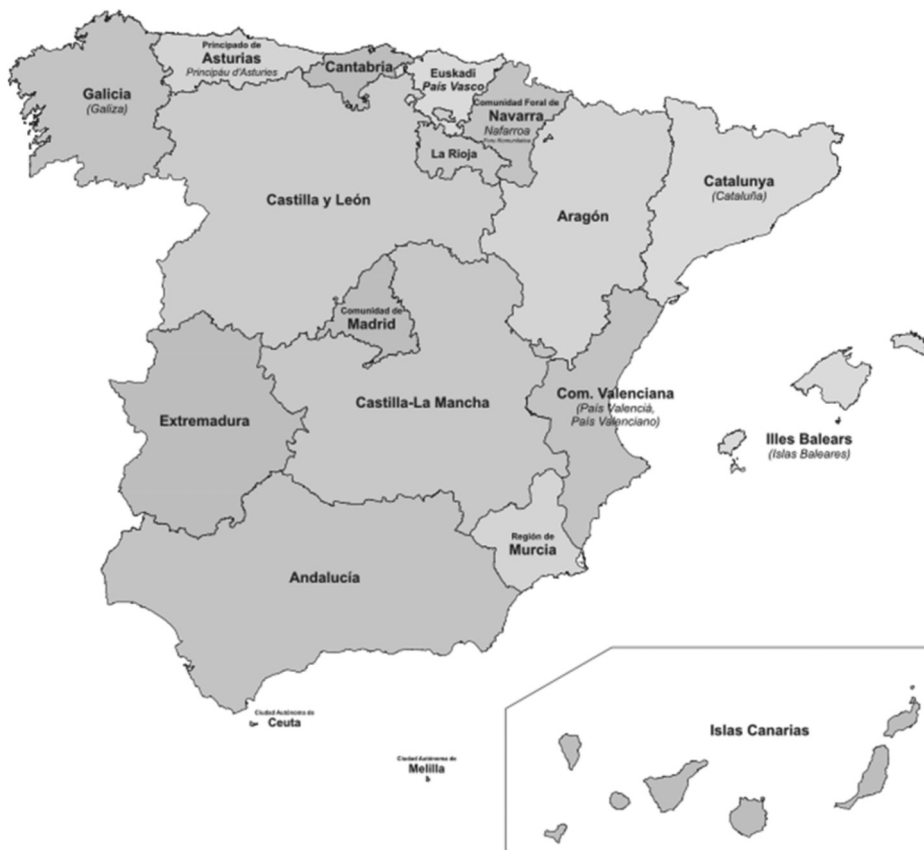 Principado de
Asturias
Principáu d'Asturies
Cantabria
Euskadi
País Vasco
Galicia
(Galiza)
Comunidad Foral de
Navarra
Nafarroa
Foru Komunitatea
La Rioja
Catalunya
(Cataluña)
Castilla y León
Aragón
Comunidad de
Madrid
Com. Valenciana
(País Valencià,
País Valenciano)
Castilla-La Mancha
Extremadura
Illes Balears
(Islas Baleares)
Región de
Murcia
Andalucía
Ciudad Autónoma de
Ceuta
Islas Canarias
Ciudad Autónoma de
Melilla